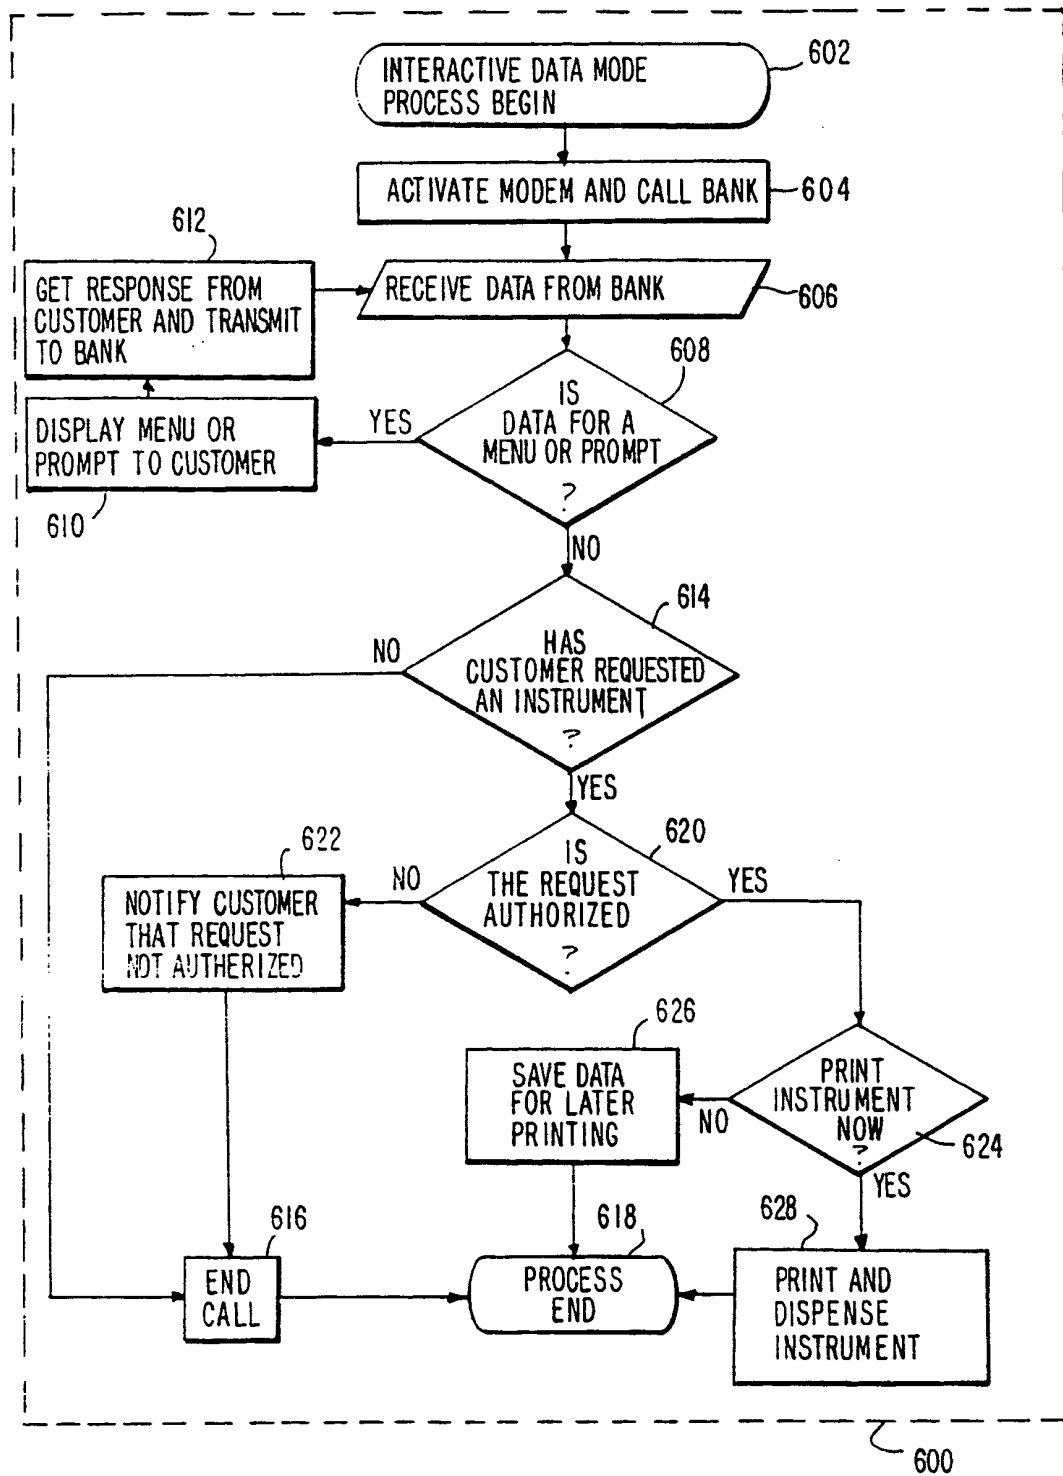 INTERACTIVE DATA MODE
PROCESS BEGIN
602
ACTIVATE MODEM AND CALL BANK
604
612
GET RESPONSE FROM
CUSTOMER AND TRANSMIT
TO BANK
RECEIVE DATA FROM BANK
606
608
IS
DATA FOR A
MENU OR PROMPT
?
YES
DISPLAY MENU OR
PROMPT TO CUSTOMER
610
NO
614
HAS
CUSTOMER REQUESTED
AN INSTRUMENT
?
NO
YES
620
IS
THE REQUEST
AUTHORIZED
?
NO
YES
622
NOTIFY CUSTOMER
THAT REQUEST
NOT AUTHERIZED
626
SAVE DATA
FOR LATER
PRINTING
PRINT
INSTRUMENT
NOW
?
624
NO
YES
616
END
CALL
618
PROCESS
END
628
PRINT AND
DISPENSE
INSTRUMENT
600